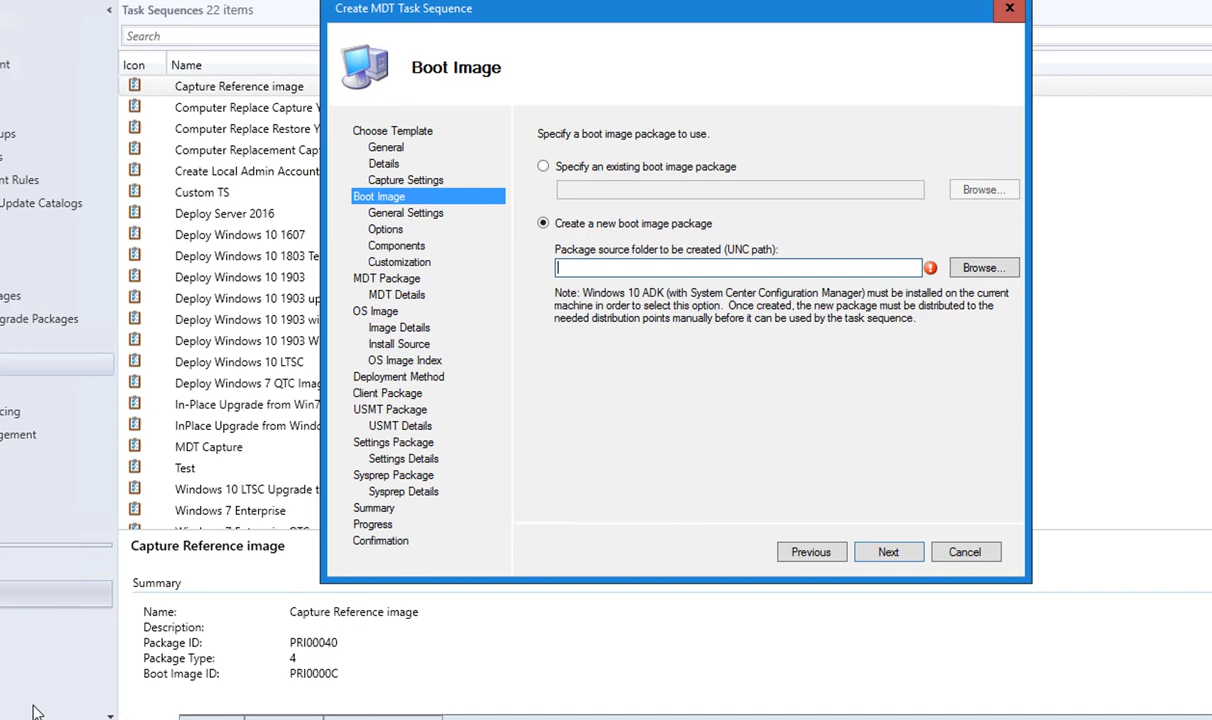 Task Sequences 22 items
Search
Icon Name
Capture Reference image
Computer Replace Capture Y
Computer Replace Restore Y
Computer Replacement Capt
Create Local Admin Account
Custom TS
Deploy Server 2016
Deploy Windows 10 1607
Deploy Windows 10 1803 Te
Deploy Windows 10 1903
Deploy Windows 10 1903 up
Deploy Windows 10 1903 wi
Deploy Windows 10 1903 W
Deploy Windows 10 LTSC
Deploy Windows 7 QTC Imag
In-Place Upgrade from Win7
InPlace Upgrade from Windo
MDT Capture
Test
Windows 10 LTSC Upgrade t
Windows 7 Enterprise
nt
ups
s
nt Rules
Update Catalogs
ages
grade Packages
cing
gement
Create MDT Task Sequence
Boot Image
Choose Template
General
Details
Capture Settings
Boot Image
General Settings
Options
Components
Customization
MDT Package
MDT Details
OS Image
Image Details
Install Source
OS Image Index
Deployment Method
Client Package
USMT Package
USMT Details
Settings Package
Settings Details
Sysprep Package
Sysprep Details
Summary
Progress
Confirmation
Specify a boot image package to use.
Specify an existing boot image package
Browse...
Create a new boot image package
Package source folder to be created (UNC path):
Browse...
Note: Windows 10 ADK (with System Center Configuration Manager) must be installed on the current
machine in order to select this option. Once created, the new package must be distributed to the
needed distribution points manually before it can be used by the task sequence.
Previous Next Cancel
Capture Reference image
Summary
Name: Capture Reference image
Description:
Package ID: PRI00040
Package Type: 4
Boot Image ID: PRI0000C